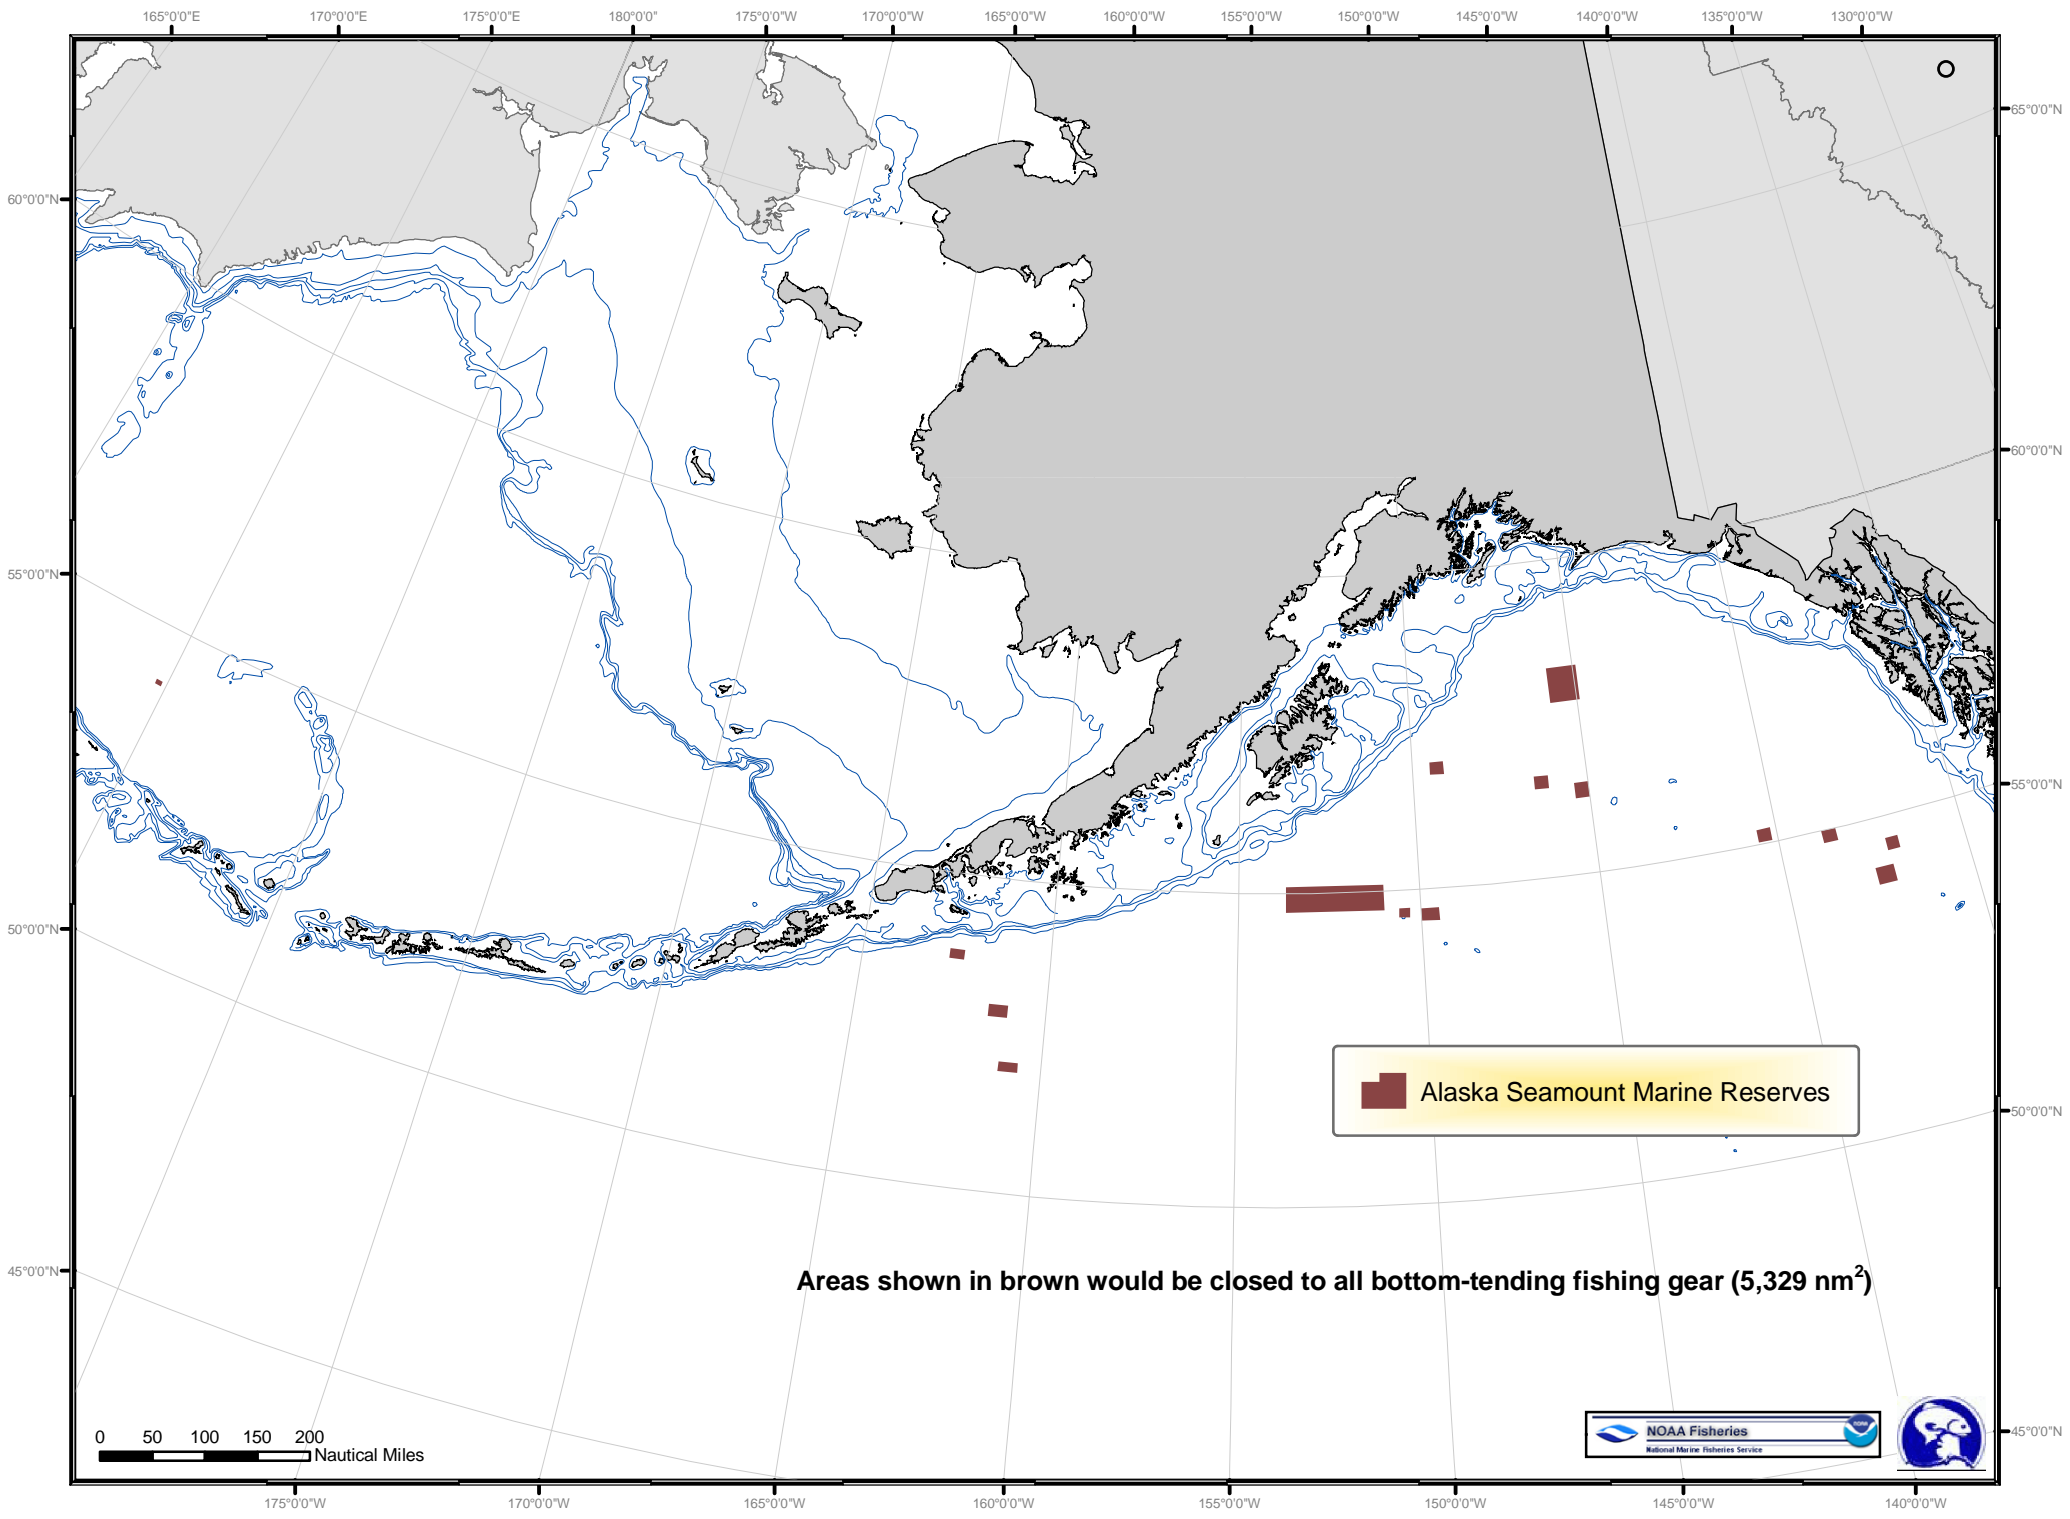 165°0'0"E 170°0'0"E 175°0'0"E 180°0'0" 175°0'0"W 170°0'0"W 165°0'0"W 160°0'0"W 155°0'0"W 150°0'0"W 145°0'0"W 140°0'0"W 135°0'0"W 130°0'0"W
65°0'0"N
60°0'0"N
60°0'0"N
55°0'0"N
55°0'0"N
50°0'0"N
Alaska Seamount Marine Reserves
50°0'0"N
45°0'0"N
Areas shown in brown would be closed to all bottom-tending fishing gear (5,329 nm²)
0 50 100 150 200
Nautical Miles
NOAA Fisheries
National Marine Fisheries Service
NOAA
45°0'0"N
175°0'0"W 170°0'0"W 165°0'0"W 160°0'0"W 155°0'0"W 150°0'0"W 145°0'0"W 140°0'0"W